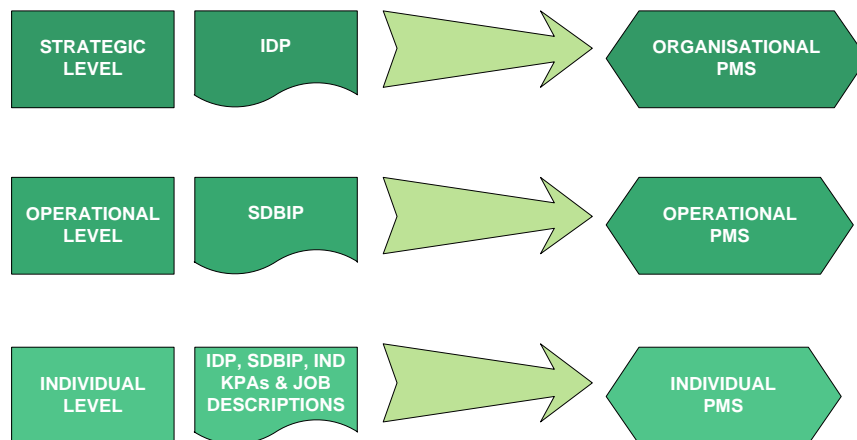 STRATEGIC
LEVEL
IDP
ORGANISATIONAL
PMS
OPERATIONAL
LEVEL
SDBIP
OPERATIONAL
PMS
INDIVIDUAL
LEVEL
IDP, SDBIP, IND
KPAs & JOB
DESCRIPTIONS
INDIVIDUAL
PMS